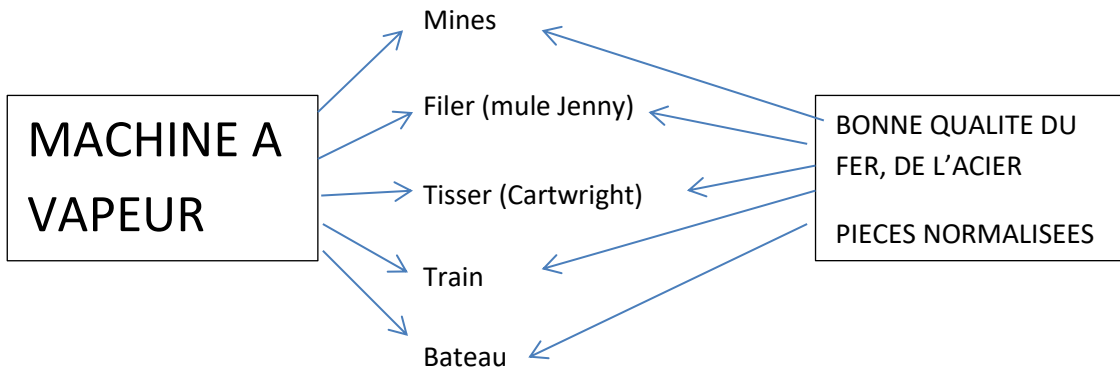 MACHINE A
VAPEUR
Mines
Filer (mule Jenny)
Tisser (Cartwright)
Train
Bateau
BONNE QUALITE DU
FER, DE L’ACIER
PIECES NORMALISEES